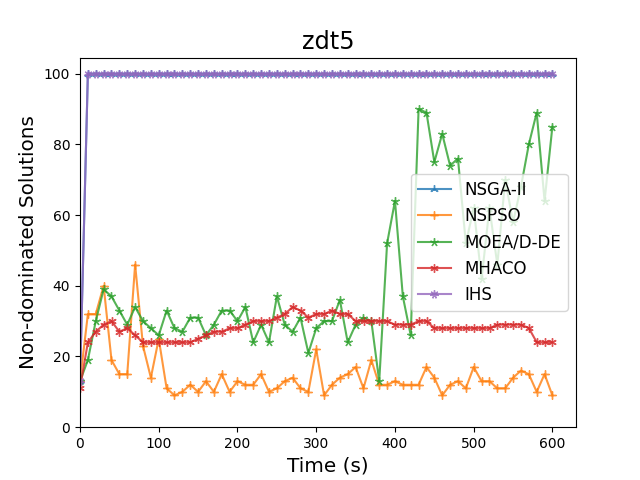 zdt5
Non-dominated Solutions
100
80
60
40
20
0
NSGA-II
NSPSO
MOEA/D-DE
MHACO
IHS
0 100 200 300 400 500 600
Time (s)